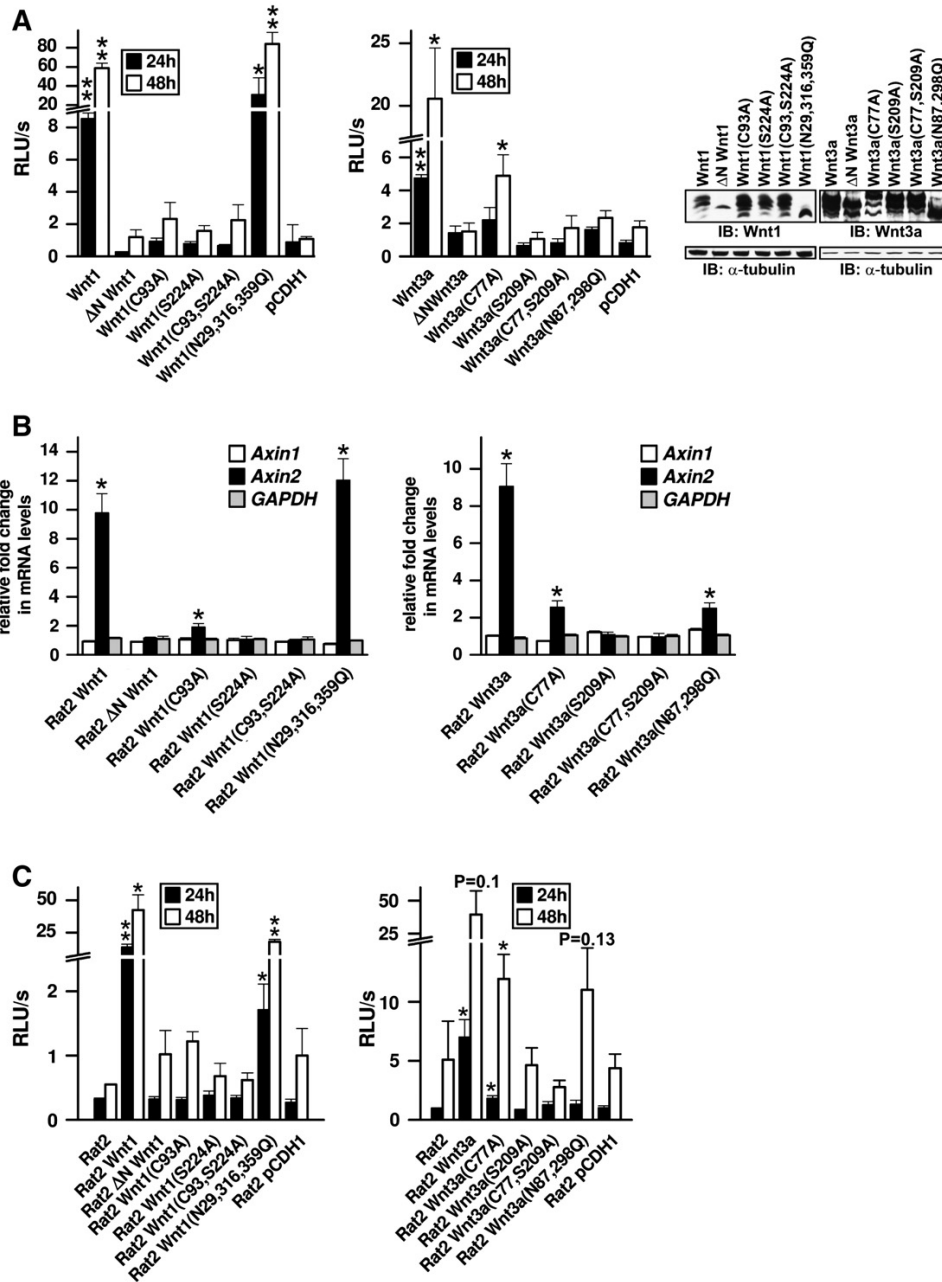 A
80
60
40
20
8
6
4
2
0
RLU/s
24h
48h
**
**
*
**
Wnt1
ΔN Wnt1
Wnt1(C93A)
Wnt1(S224A)
Wnt1(C93,S224A)
Wnt1(N29,316,359Q)
pCDH1
25
20
6
4
2
0
RLU/s
24h
48h
**
*
*
Wnt3a
ΔNWnt3a
Wnt3a(C77A)
Wnt3a(S209A)
Wnt3a(C77,S209A)
Wnt3a(N87,298Q)
pCDH1
Wnt1
ΔN Wnt1
Wnt1(C93A)
Wnt1(S224A)
Wnt1(C93,S224A)
Wnt1(N29,316,359Q)
Wnt3a
ΔN Wnt3a
Wnt3a(C77A)
Wnt3a(S209A)
Wnt3a(C77,S209A)
Wnt3a(N87,298Q)
IB: Wnt1
IB: Wnt3a
IB: α-tubulin
IB: α-tubulin
B
relative fold change
in mRNA levels
14
12
10
8
6
4
2
0
Axin1
Axin2
GAPDH
*
*
*
Rat2 Wnt1
Rat2 ΔN Wnt1
Rat2 Wnt1(C93A)
Rat2 Wnt1(S224A)
Rat2 Wnt1(C93,S224A)
Rat2 Wnt1(N29,316,359Q)
relative fold change
in mRNA levels
10
8
6
4
2
0
Axin1
Axin2
GAPDH
*
*
*
Rat2 Wnt3a
Rat2 Wnt3a(C77A)
Rat2 Wnt3a(S209A)
Rat2 Wnt3a(C77,S209A)
Rat2 Wnt3a(N87,298Q)
C
50
25
2
1
0
RLU/s
24h
48h
**
*
*
**
Rat2
Rat2 Wnt1
Rat2 ΔN Wnt1
Rat2 Wnt1(C93A)
Rat2 Wnt1(S224A)
Rat2 Wnt1(C93,S224A)
Rat2 Wnt1(N29,316,359Q)
Rat2 pCDH1
50
25
10
5
0
RLU/s
P=0.1
24h
48h
*
*
*
P=0.13
Rat2
Rat2 Wnt3a
Rat2 Wnt3a(C77A)
Rat2 Wnt3a(S209A)
Rat2 Wnt3a(C77,S209A)
Rat2 Wnt3a(N87,298Q)
Rat2 pCDH1